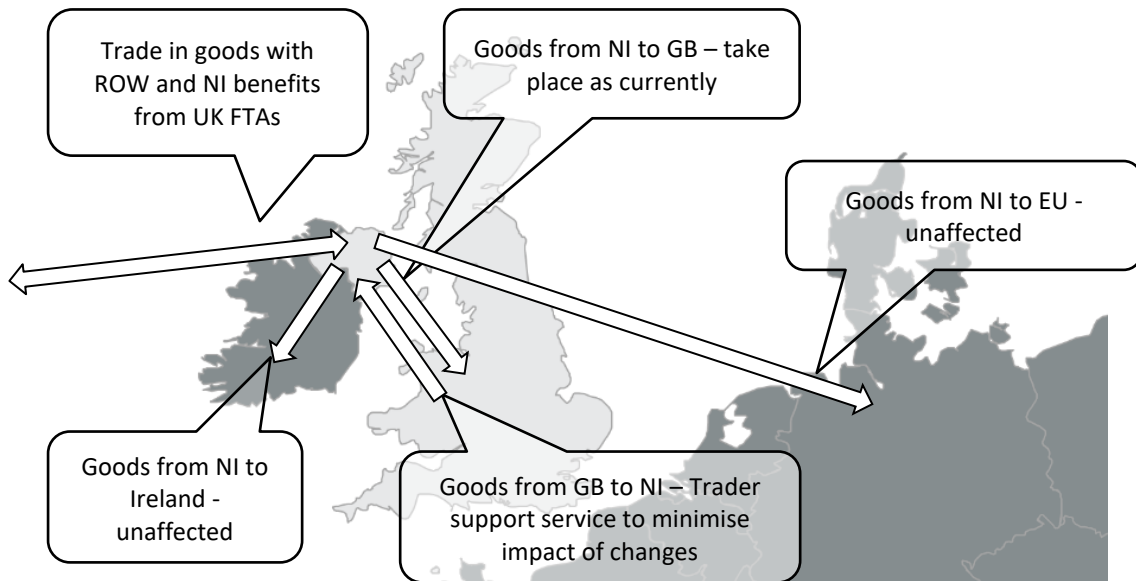 Trade in goods with
ROW and NI benefits
from UK FTAs
Goods from NI to GB – take
place as currently
Goods from NI to EU -
unaffected
Goods from NI to
Ireland -
unaffected
Goods from GB to NI – Trader
support service to minimise
impact of changes